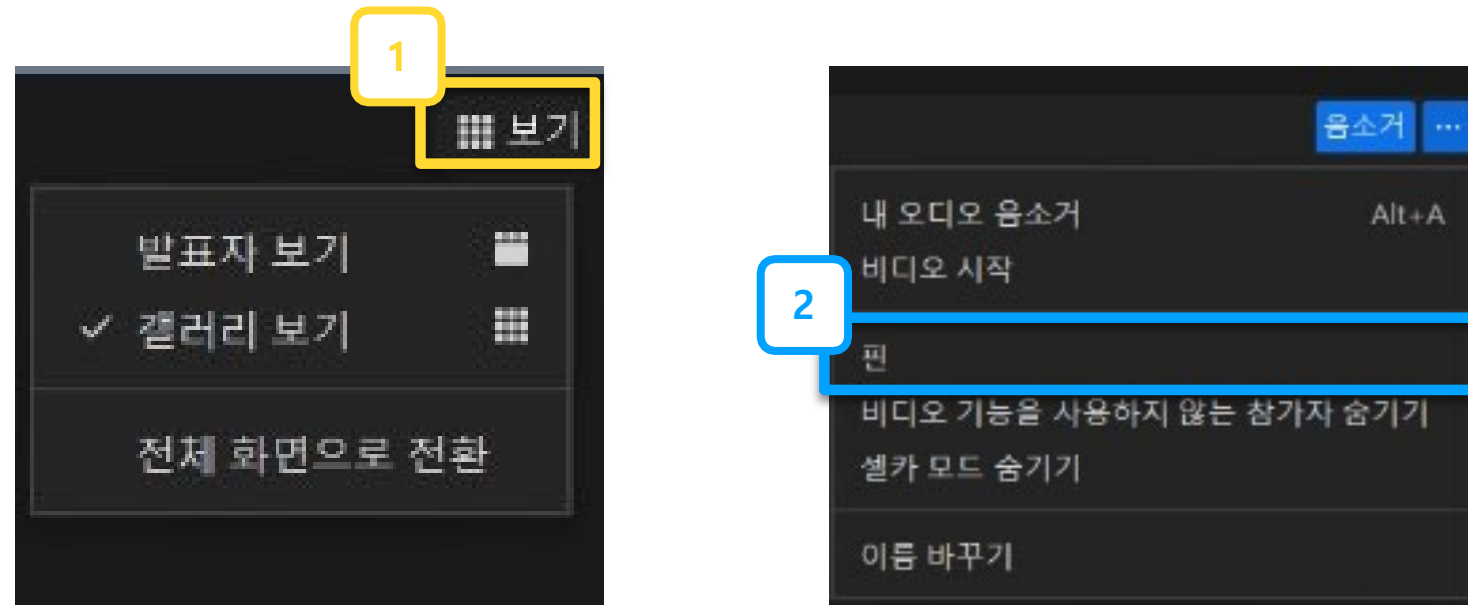 1
보기
발표자 보기
갤러리 보기
전체 화면으로 전환
음소거 ...
내 오디오 음소거 Alt+A
비디오 시작
2
핀
비디오 기능을 사용하지 않는 참가자 숨기기
셀카 모드 숨기기
이름 바꾸기